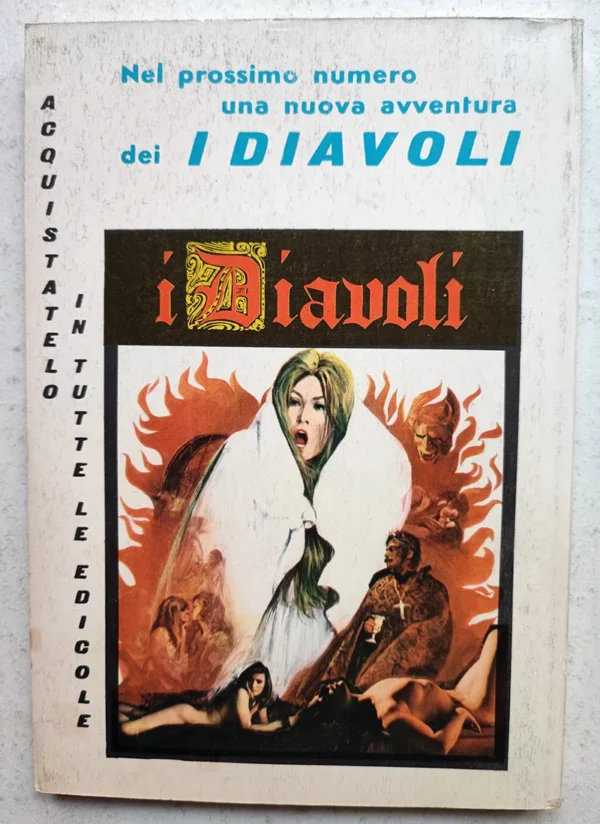 Nel prossimo numero
una nuova avventura
dei I DIAVOLI
ACQUISTATELO
IN TUTTE LE EDICOLE
i Diavoli